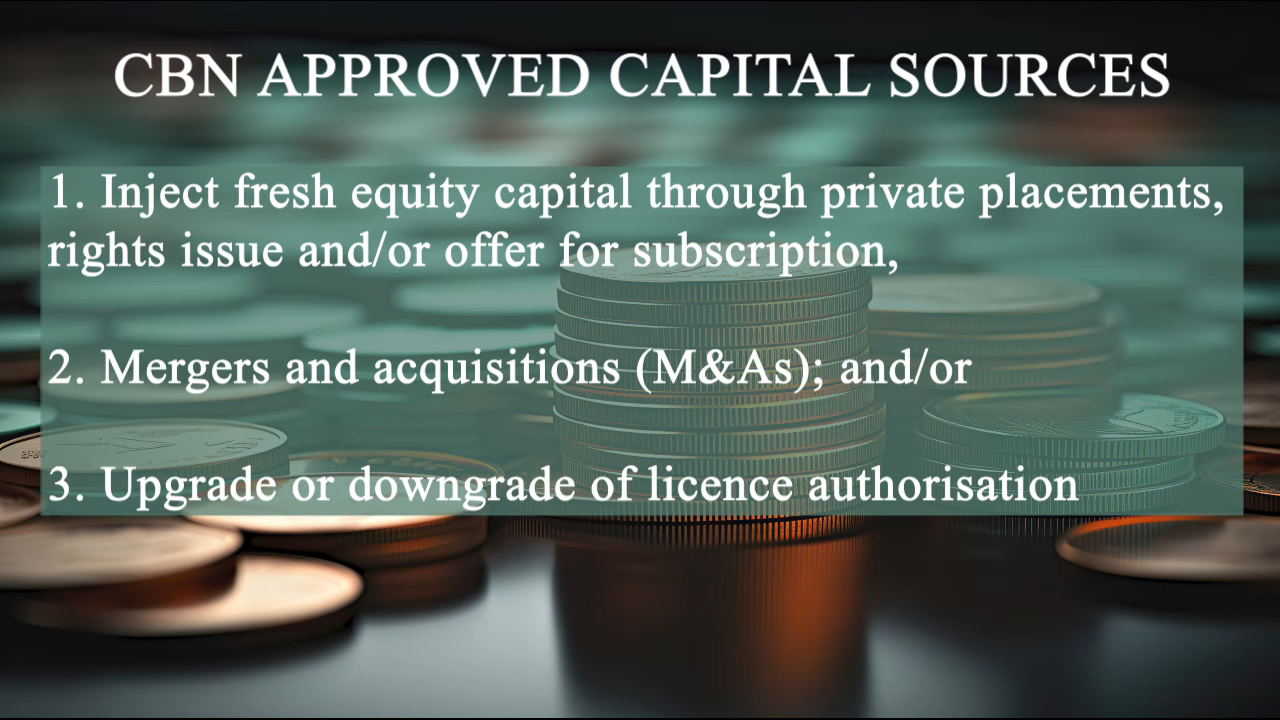 CBN APPROVED CAPITAL SOURCES
1. Inject fresh equity capital through private placements,
rights issue and/or offer for subscription,
2. Mergers and acquisitions (M&As); and/or
3. Upgrade or downgrade of licence authorisation